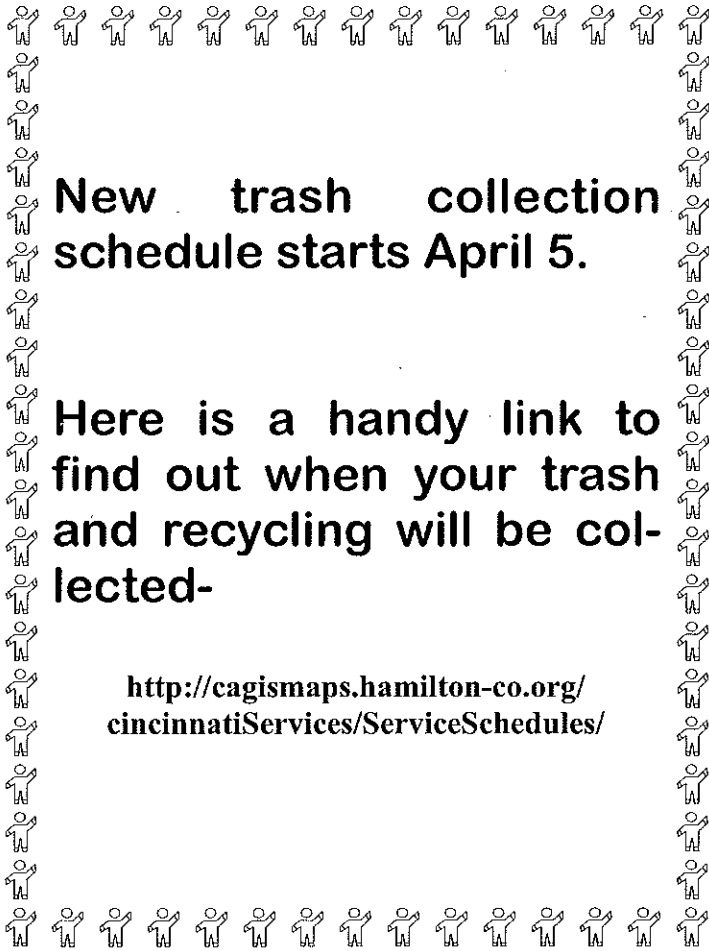 New trash collection
schedule starts April 5.
Here is a handy link to
find out when your trash
and recycling will be col-
lected-
http://cagismaps.hamilton-co.org/
cincinnatiServices/ServiceSchedules/